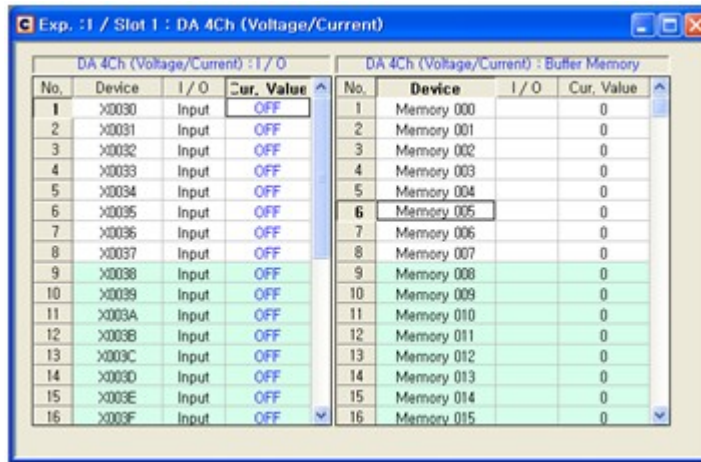 C Exp. :1 / Slot 1 : DA 4Ch (Voltage/Current)
DA 4Ch (Voltage/Current) : I / O DA 4Ch (Voltage/Current) : Buffer Memory
No, Device I / O Cur, Value No, Device I / O Cur, Value
1 X0030 Input OFF 1 Memory 000 0
2 X0031 Input OFF 2 Memory 001 0
3 X0032 Input OFF 3 Memory 002 0
4 X0033 Input OFF 4 Memory 003 0
5 X0034 Input OFF 5 Memory 004 0
6 X0035 Input OFF 6 Memory 005 0
7 X0036 Input OFF 7 Memory 006 0
8 X0037 Input OFF 8 Memory 007 0
9 X0038 Input OFF 9 Memory 008 0
10 X0039 Input OFF 10 Memory 009 0
11 X003A Input OFF 11 Memory 010 0
12 X003B Input OFF 12 Memory 011 0
13 X003C Input OFF 13 Memory 012 0
14 X003D Input OFF 14 Memory 013 0
15 X003E Input OFF 15 Memory 014 0
16 X003F Input OFF 16 Memory 015 0